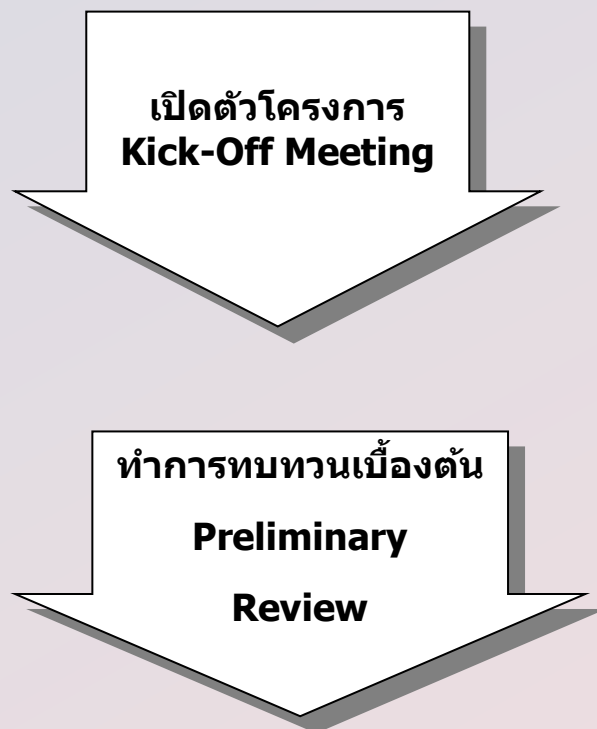 เปิดตัวโครงการ
Kick-Off Meeting
ทำการทบทวนเบื้องต้น
Preliminary
Review